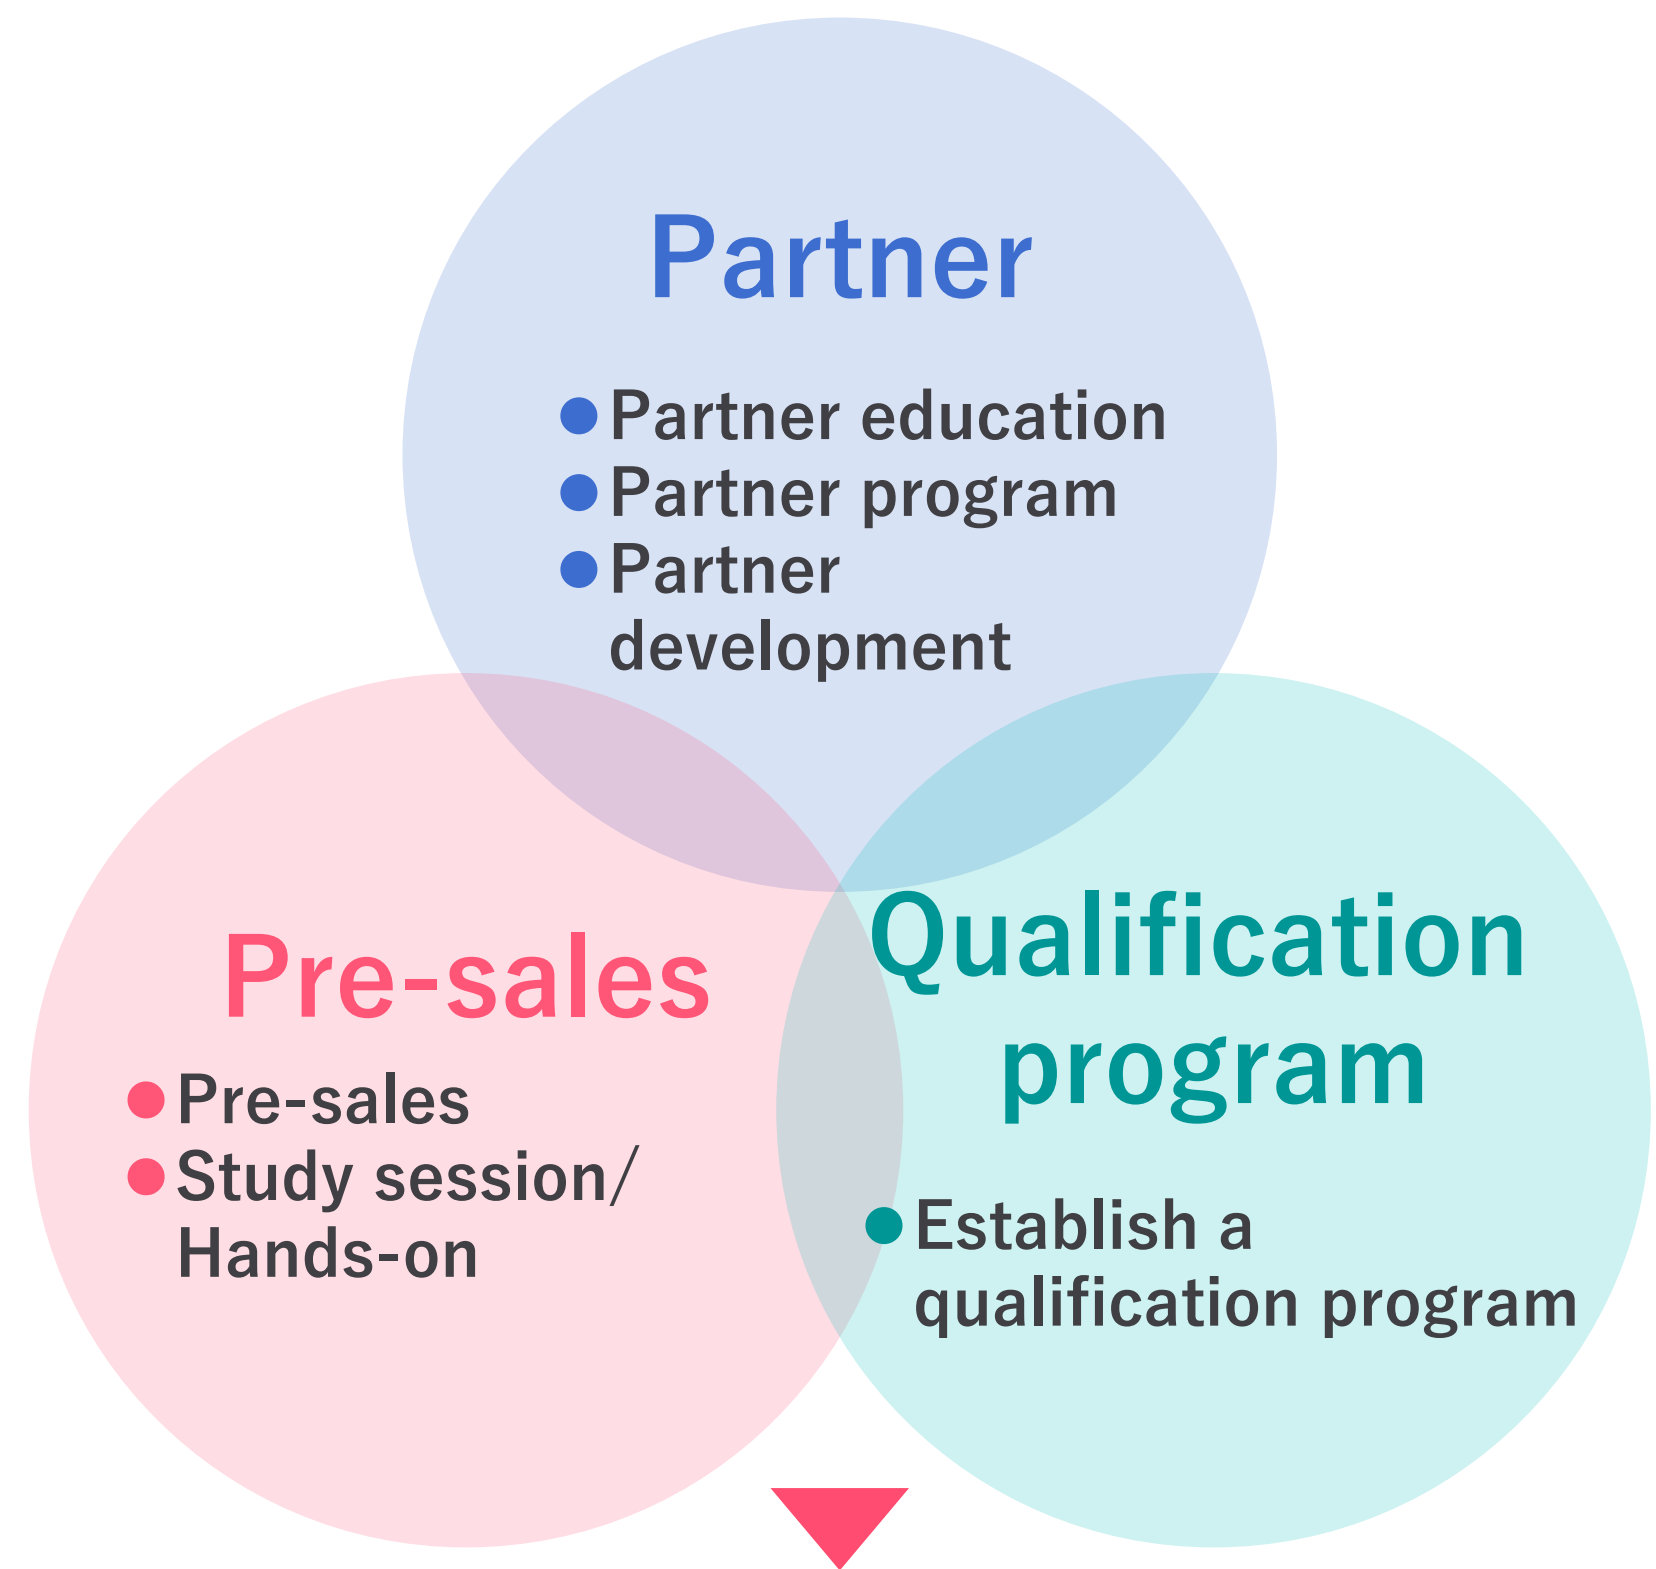 Partner
● Partner education
● Partner program
● Partner
development
Pre-sales
● Pre-sales
● Study session/
Hands-on
Qualification
program
● Establish a
qualification program